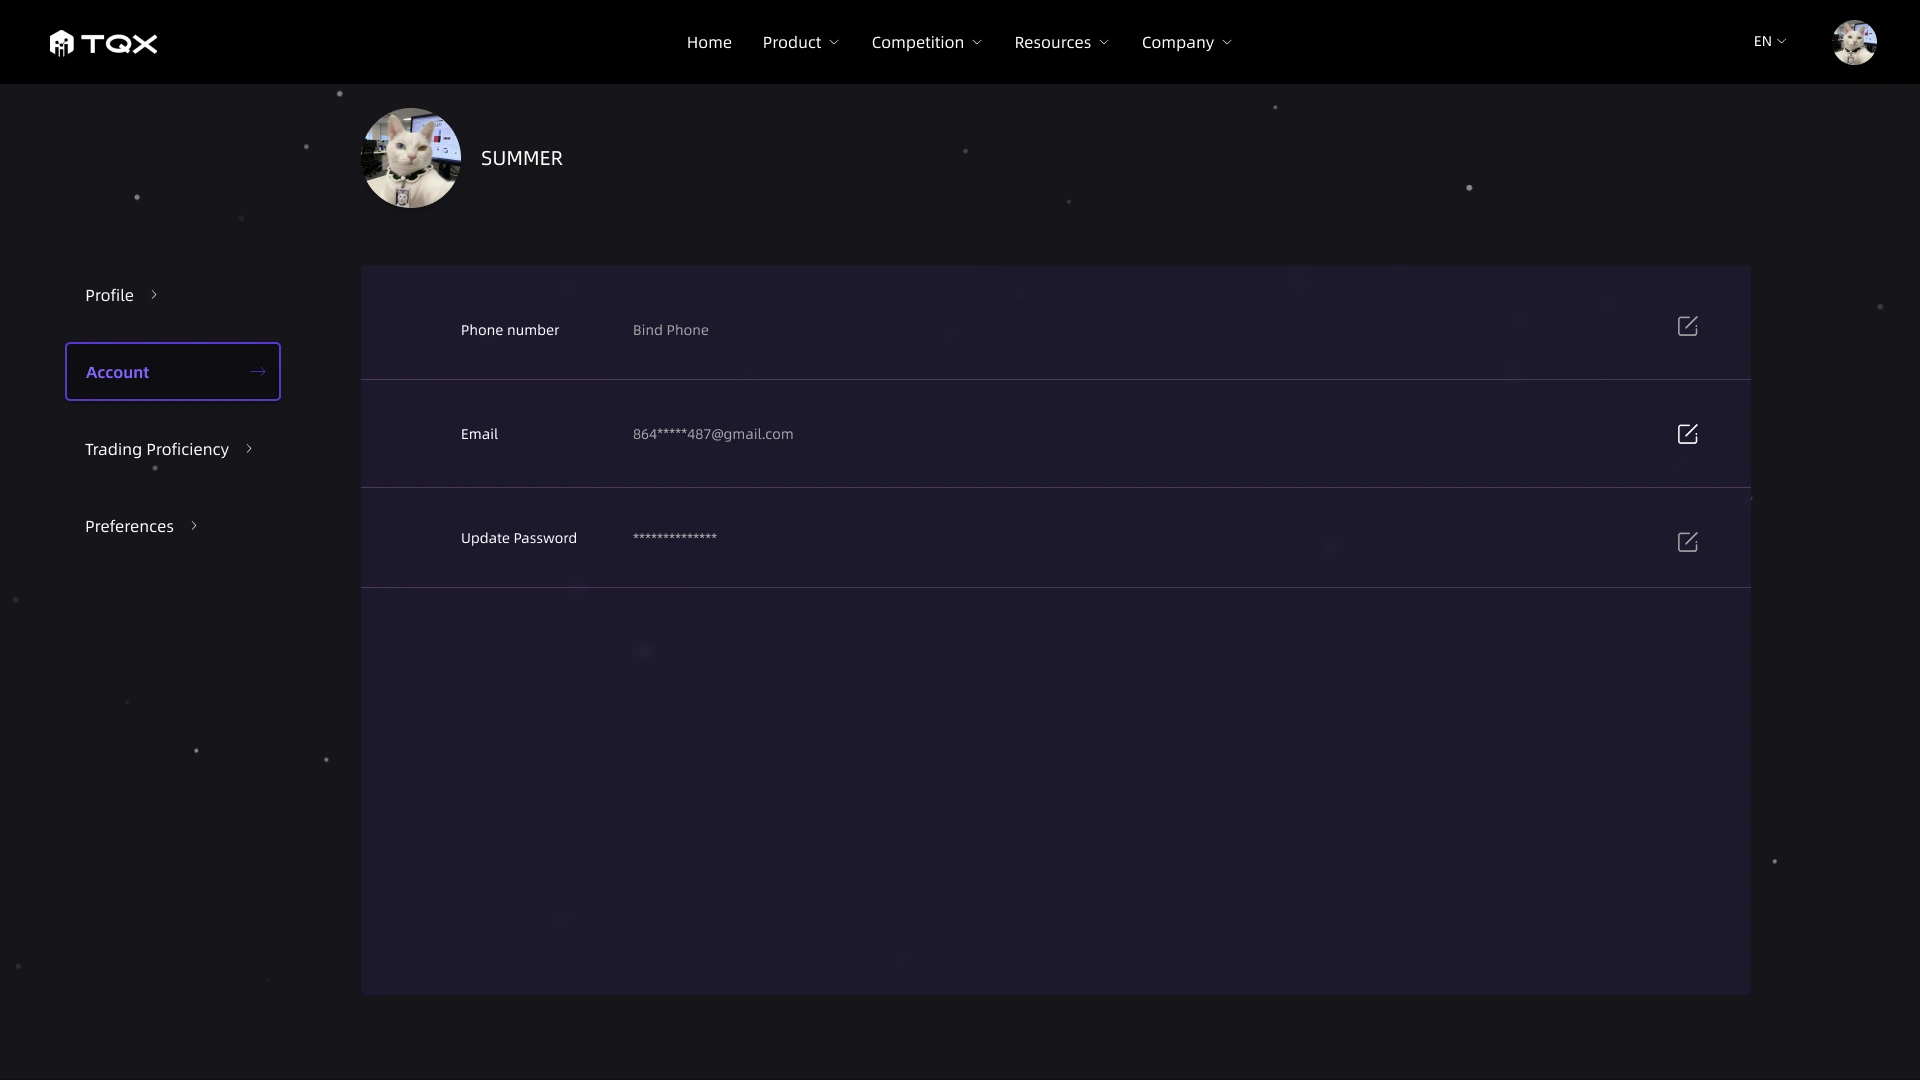 TQX
Home
Product
Competition
Resources
Company
EN
SUMMER
Profile
Account
Trading Proficiency
Preferences
Phone number
Bind Phone
Email
864*****487@gmail.com
Update Password
**************